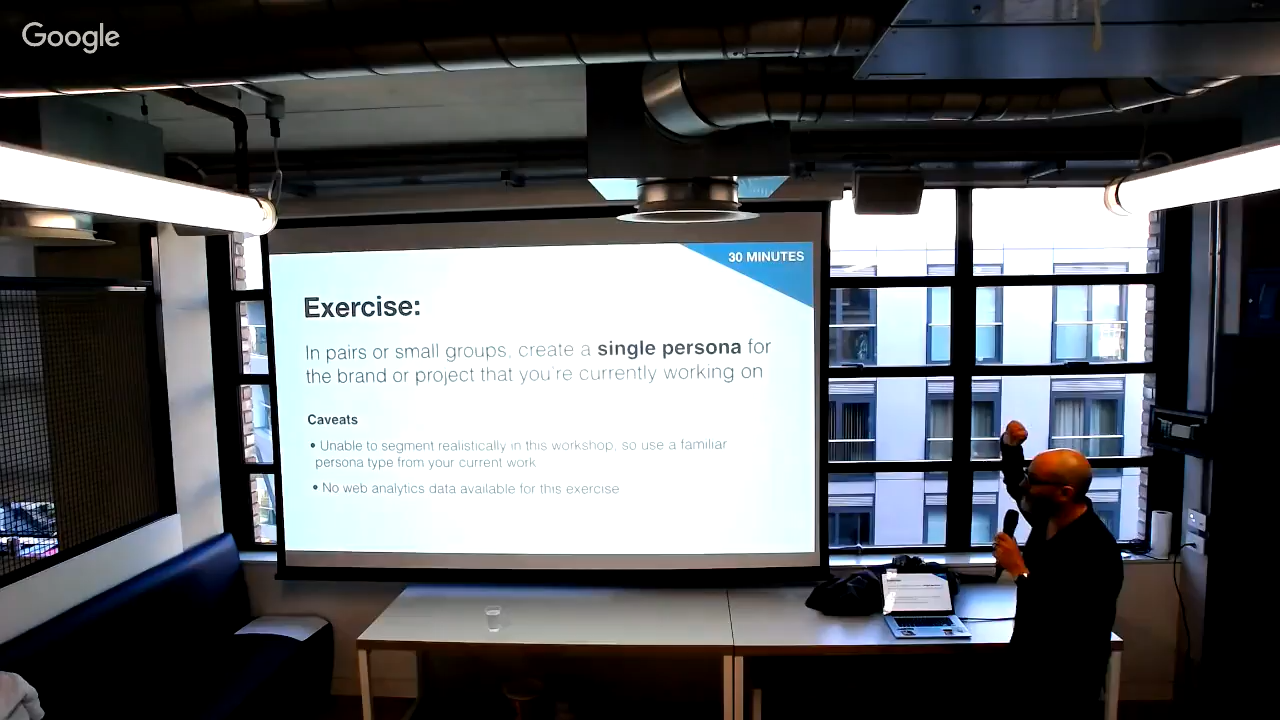 Google
30 MINUTES
Exercise:
In pairs or small groups, create a single persona for
the brand or project that you're currently working on
Caveats
• Unable to segment realistically in this workshop, so use a familiar
persona type from your current work
• No web analytics data available for this exercise